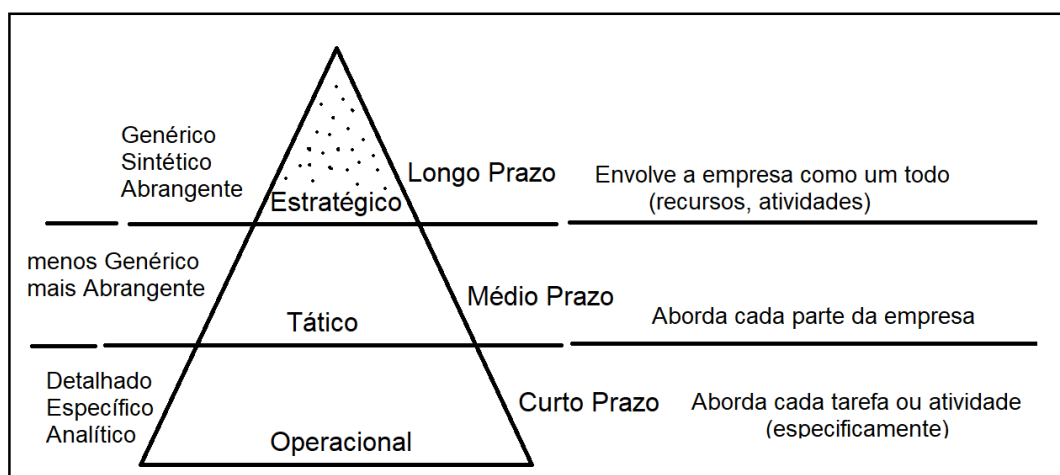 Genérico
Sintético
Abrangente
Estratégico
Longo Prazo
Envolve a empresa como um todo
(recursos, atividades)
menos Genérico
mais Abrangente
Tático
Médio Prazo
Aborda cada parte da empresa
Detalhado
Específico
Analítico
Operacional
Curto Prazo
Aborda cada tarefa ou atividade
(especificamente)